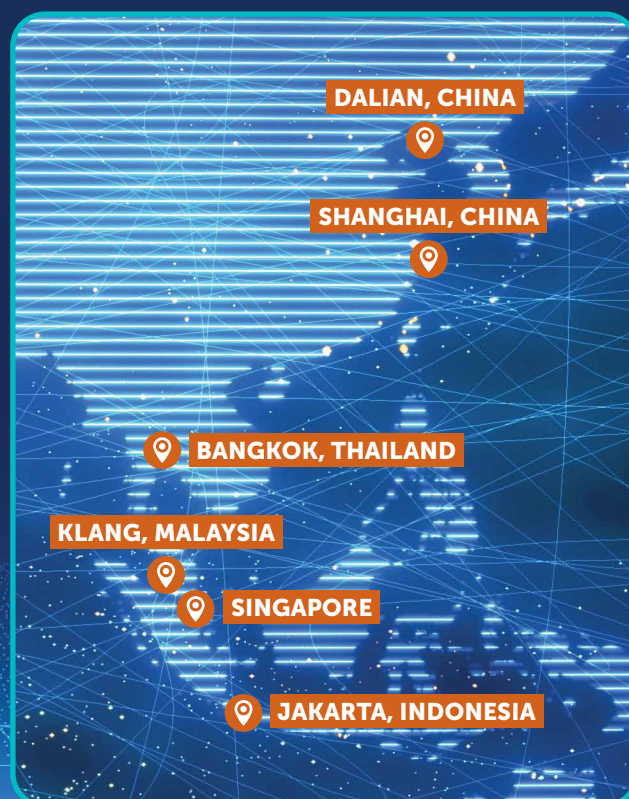 DALIAN, CHINA
SHANGHAI, CHINA
BANGKOK, THAILAND
KLANG, MALAYSIA
SINGAPORE
JAKARTA, INDONESIA